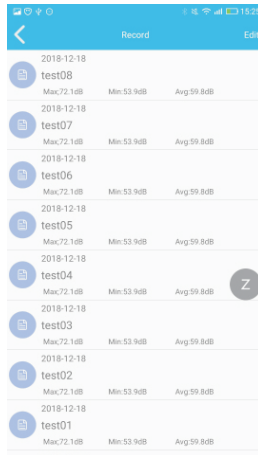 15:25
Record Edit
2018-12-18
test08
Max;72.1dB Min:53.9dB Avg:59.8dB
2018-12-18
test07
Max;72.1dB Min:53.9dB Avg:59.8dB
2018-12-18
test06
Max;72.1dB Min:53.9dB Avg:59.8dB
2018-12-18
test05
Max;72.1dB Min:53.9dB Avg:59.8dB
2018-12-18
test04
Max;72.1dB Min:53.9dB Avg:59.8dB
Z
2018-12-18
test03
Max;72.1dB Min:53.9dB Avg:59.8dB
2018-12-18
test02
Max;72.1dB Min:53.9dB Avg:59.8dB
2018-12-18
test01
Max;72.1dB Min:53.9dB Avg:59.8dB